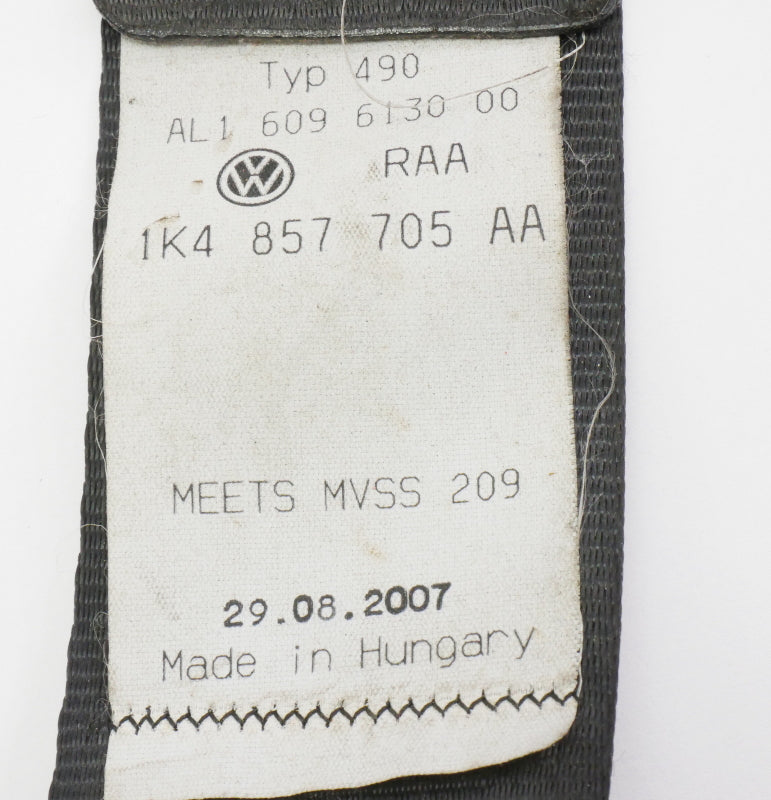 Typ 490
AL1 609 6130 00
VW RAA
1K4 857 705 AA
MEETS MVSS 209
29.08.2007
Made in Hungary